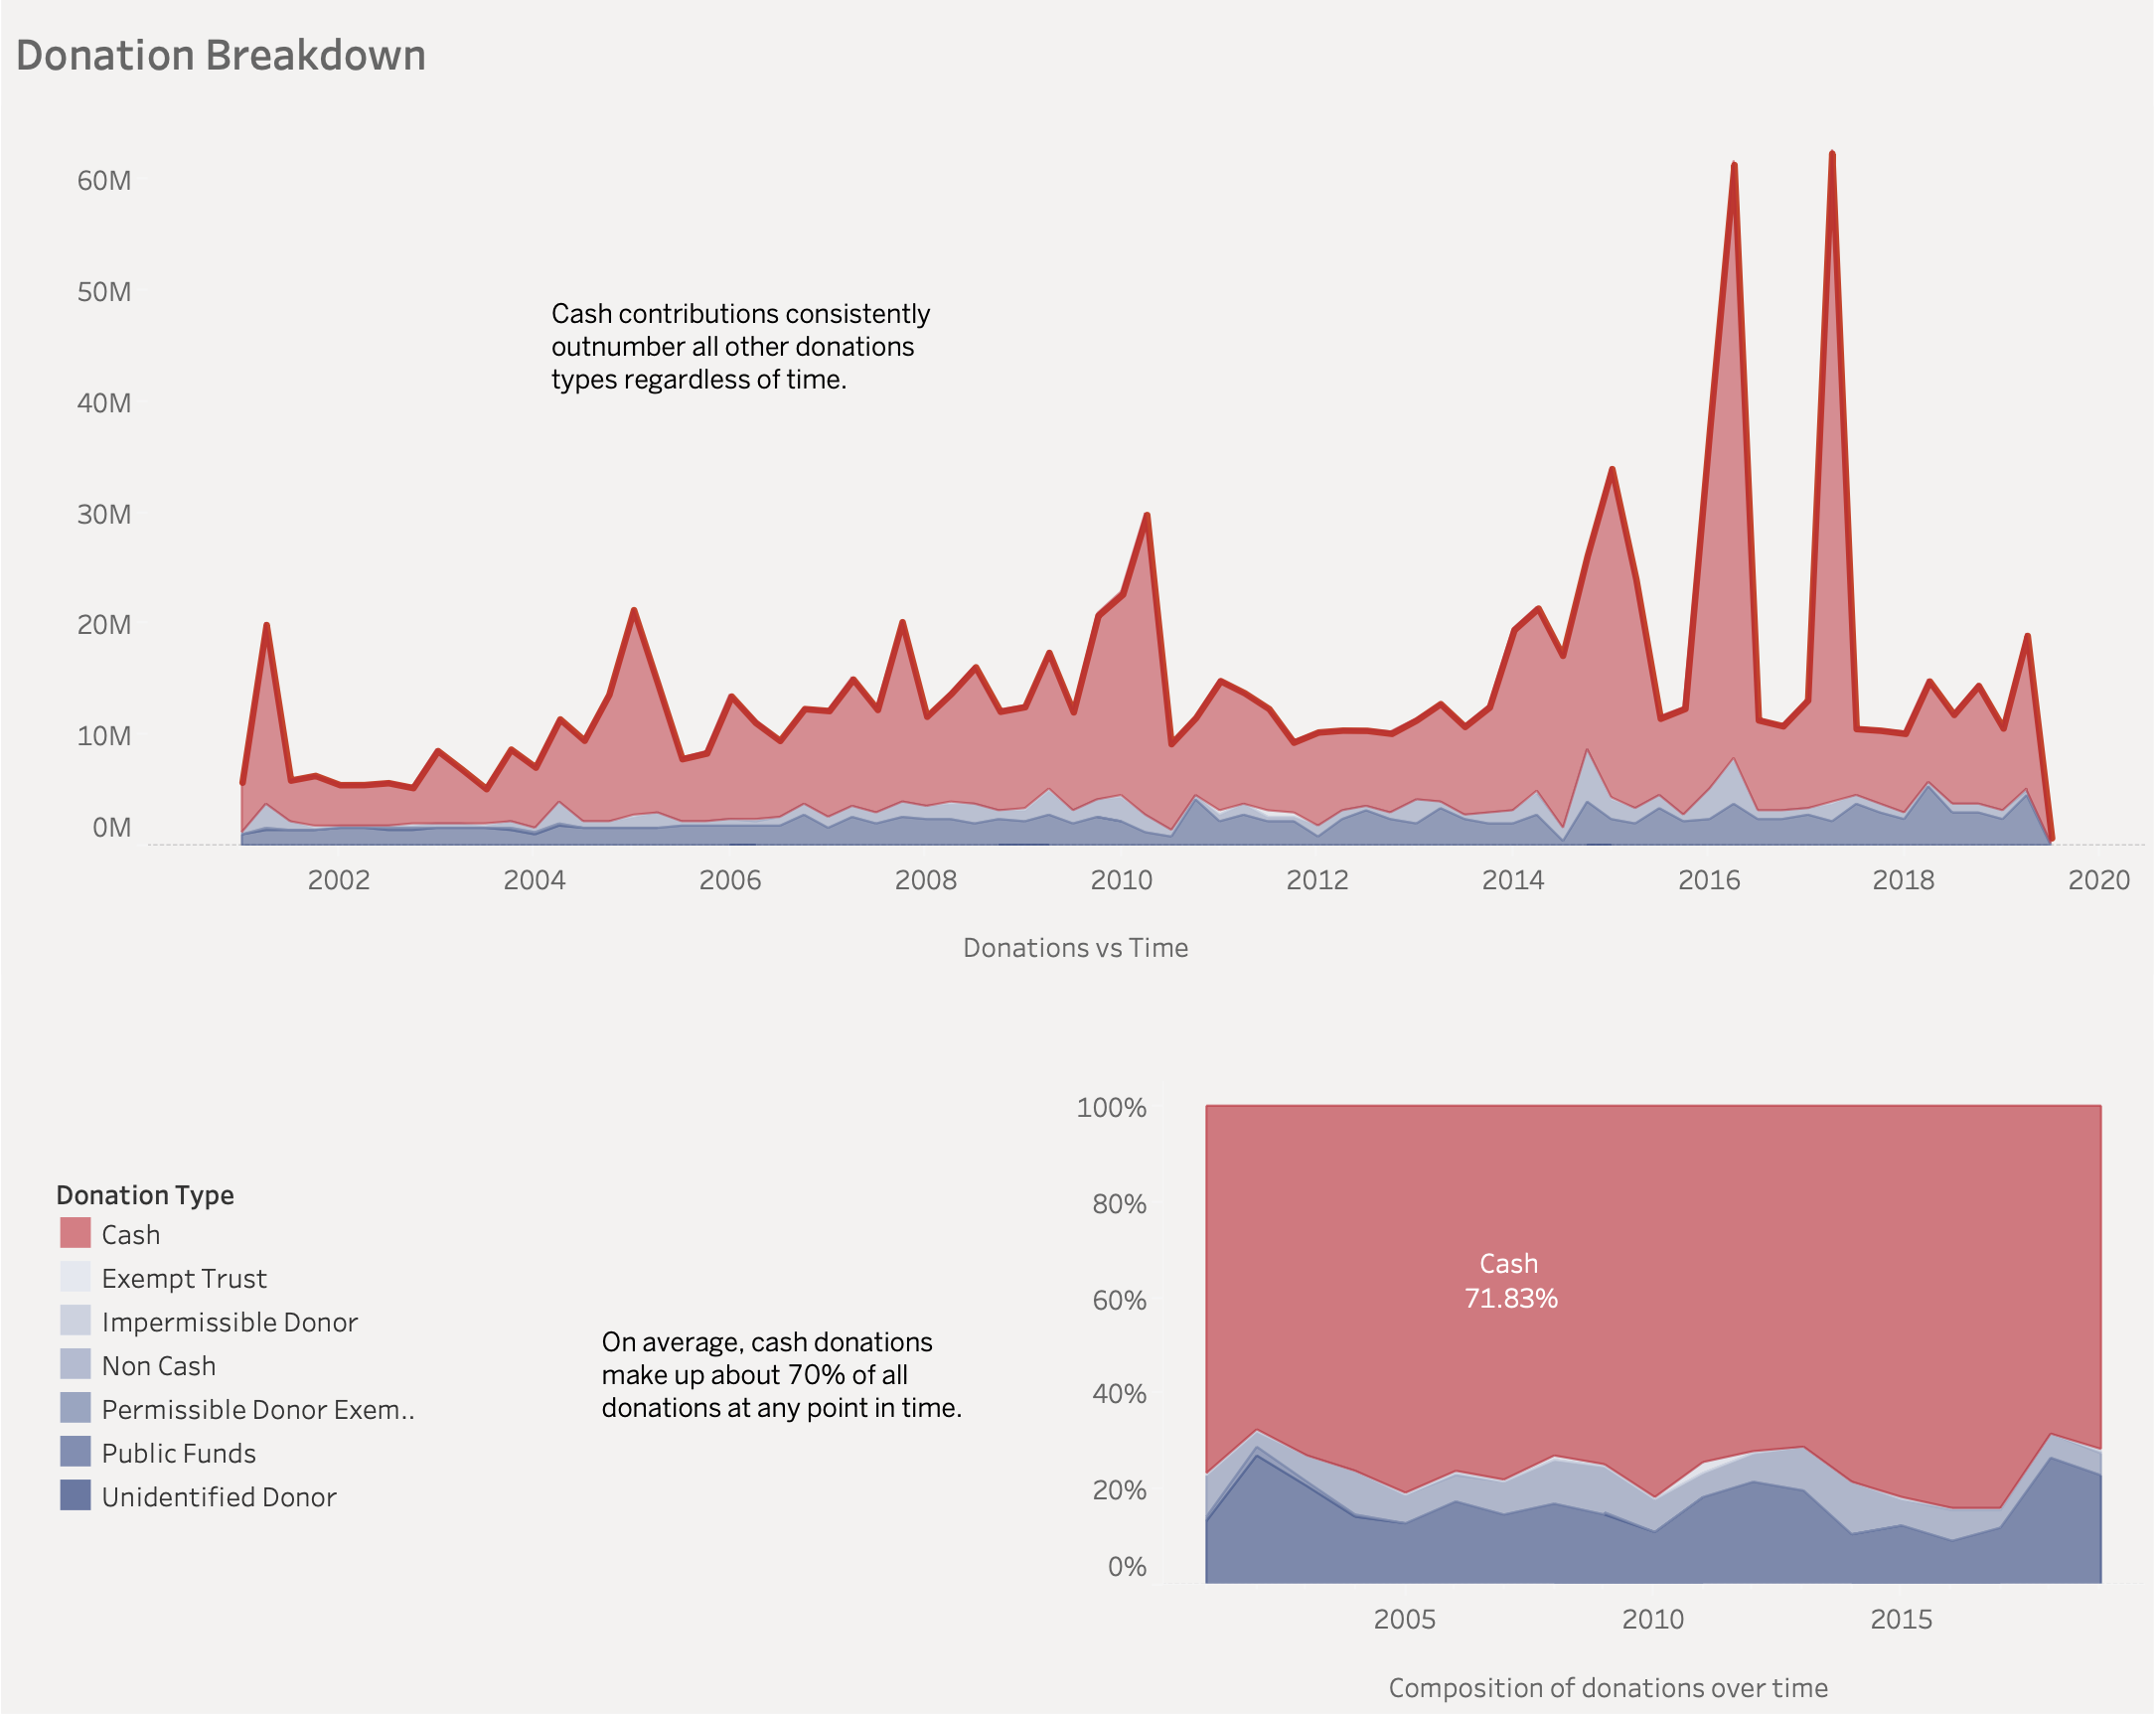 Donation Breakdown
60M
50M
40M
30M
20M
10M
0M
Cash contributions consistently
outnumber all other donations
types regardless of time.
2002 2004 2006 2008 2010 2012 2014 2016 2018 2020
Donations vs Time
Donation Type
Cash
Exempt Trust
Impermissible Donor
Non Cash
Permissible Donor Exem..
Public Funds
Unidentified Donor
On average, cash donations
make up about 70% of all
donations at any point in time.
100%
80%
60%
40%
20%
0%
Cash
71.83%
2005 2010 2015
Composition of donations over time